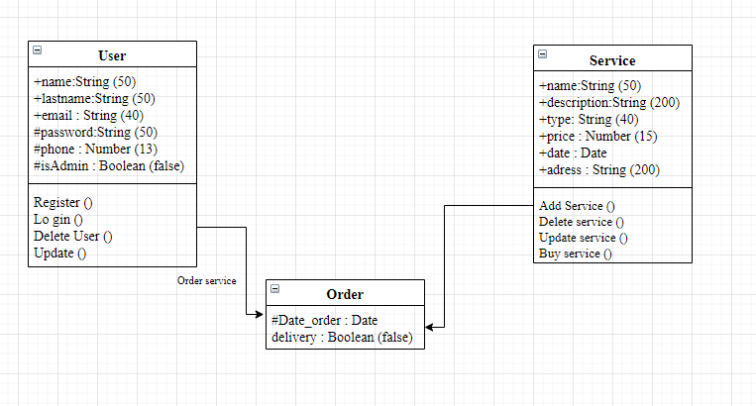 User
+name:String (50)
+lastname:String (50)
+email : String (40)
#password:String (50)
#phone : Number (13)
#isAdmin : Boolean (false)
Register ()
Lo gin ()
Delete User ()
Update ()
Service
+name:String (50)
+description:String (200)
+type: String (40)
+price : Number (15)
+date : Date
+adress : String (200)
Add Service ()
Delete service ()
Update service ()
Buy service ()
Order service
Order
#Date_order : Date
delivery : Boolean (false)